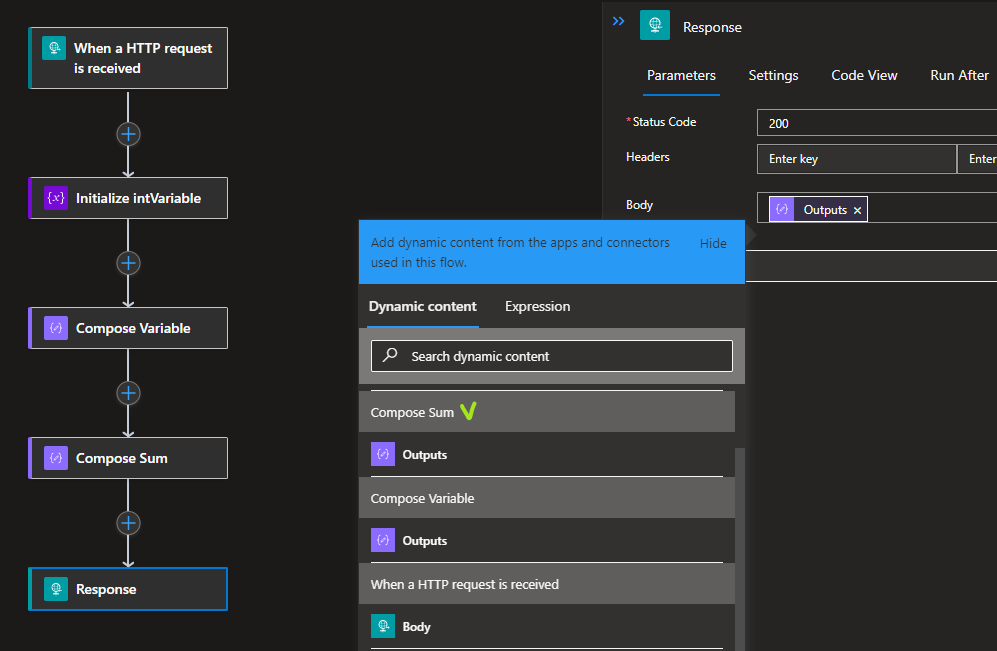 When a HTTP request
is received
Initialize intVariable
Compose Variable
Compose Sum
Response
Response
Parameters
Settings
Code View
Run After
*Status Code
200
Headers
Enter key
Enter
Body
Outputs ×
Add dynamic content from the apps and connectors
used in this flow.
Hide
Dynamic content
Expression
Search dynamic content
Compose Sum
Outputs
Compose Variable
Outputs
When a HTTP request is received
Body